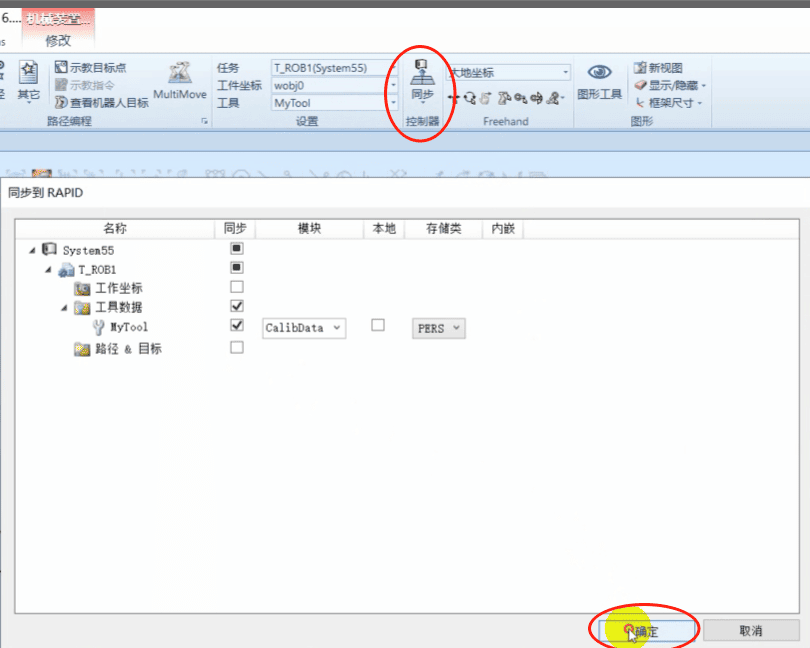 6.... 机械装置...
修改
示教目标点
示教指令
查看机器人目标
其它
MultiMove
路径编程
任务 T_ROB1(System55)
工件坐标 wobj0
工具 MyTool
设置
同步
控制器
大地坐标
Freehand
图形工具
新视图
显示/隐藏
框架尺寸
图形
同步到 RAPID
名称 同步 模块 本地 存储类 内嵌
System55
T_ROB1
工作坐标
工具数据
MyTool CalibData PERS
路径 & 目标
确定 取消